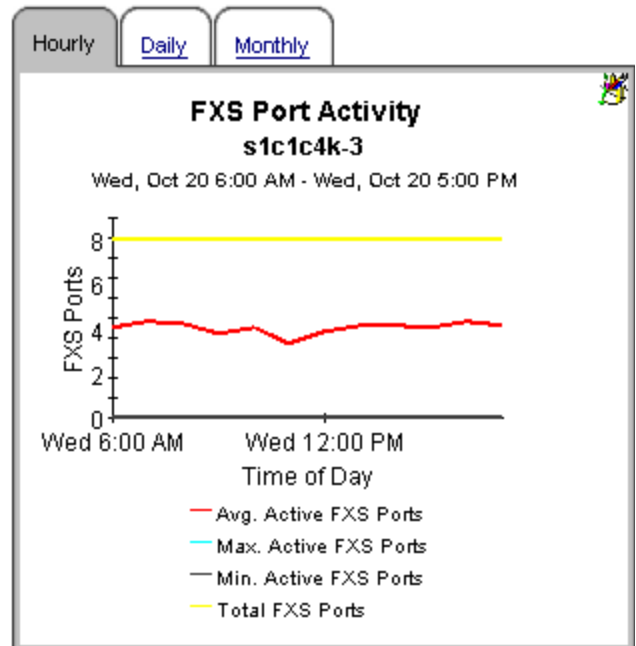 Hourly Daily Monthly
FXS Port Activity
s1c1c4k-3
Wed, Oct 20 6:00 AM - Wed, Oct 20 5:00 PM
8
6
4
2
0
FXS Ports
Wed 6:00 AM Wed 12:00 PM
Time of Day
Avg. Active FXS Ports
Max. Active FXS Ports
Min. Active FXS Ports
Total FXS Ports